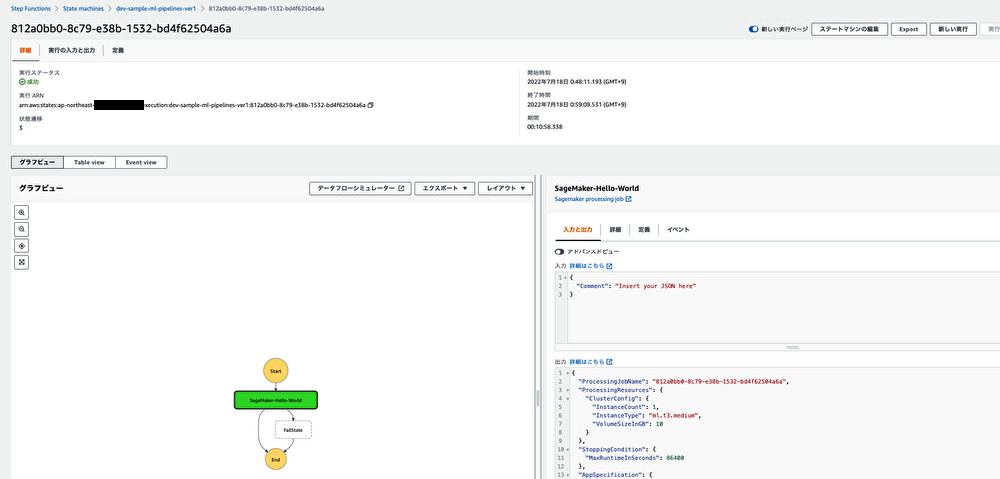 Step Functions > State machines > dev-sample-ml-pipelines-ver1 > 812a0bb0-8c79-e38b-1532-bd4f62504a6a
812a0bb0-8c79-e38b-1532-bd4f62504a6a
新しい実行ページ
ステートマシンの編集
Export
新しい実行
実行
詳細
実行の入力と出力
定義
実行ステータス
成功
実行 ARN
arn:aws:states:ap-northeast- xecution:dev-sample-ml-pipelines-ver1:812a0bb0-8c79-e38b-1532-bd4f62504a6a
状態遷移
3
開始時刻
2022年7月18日 0:48:11.193 (GMT+9)
終了時間
2022年7月18日 0:59:09.531 (GMT+9)
期間
00:10:58.338
グラフビュー
Table view
Event view
グラフビュー
データフローシミュレーター
エクスポート
レイアウト
Start
SageMaker-Hello-World
FailState
End
SageMaker-Hello-World
Sagemaker processing job
入力と出力
詳細
定義
イベント
アドバンスドビュー
入力 詳細はこちら
1 {
2 "Comment": "Insert your JSON here"
3 }
出力 詳細はこちら
1 {
2 "ProcessingJobName": "812a0bb0-8c79-e38b-1532-bd4f62504a6a",
3 "ProcessingResources": {
4 "ClusterConfig": {
5 "InstanceCount": 1,
6 "InstanceType": "ml.t3.medium",
7 "VolumeSizeInGB": 10
8 }
9 },
10 "StoppingCondition": {
11 "MaxRuntimeInSeconds": 86400
12 },
13 "AppSpecification": {